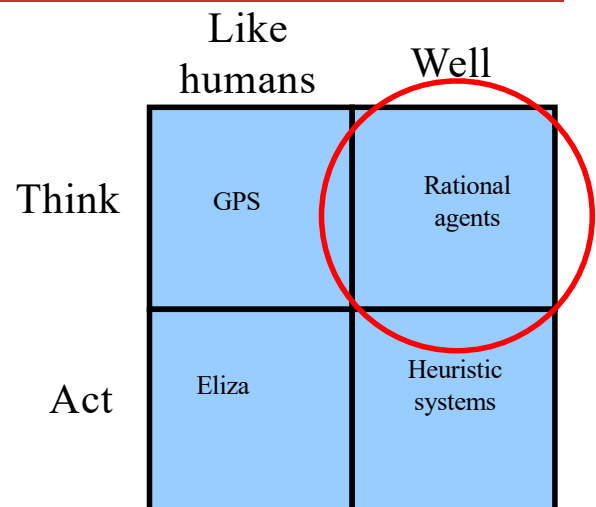 Like
humans
Well
Think
GPS
Rational
agents
Act
Eliza
Heuristic
systems